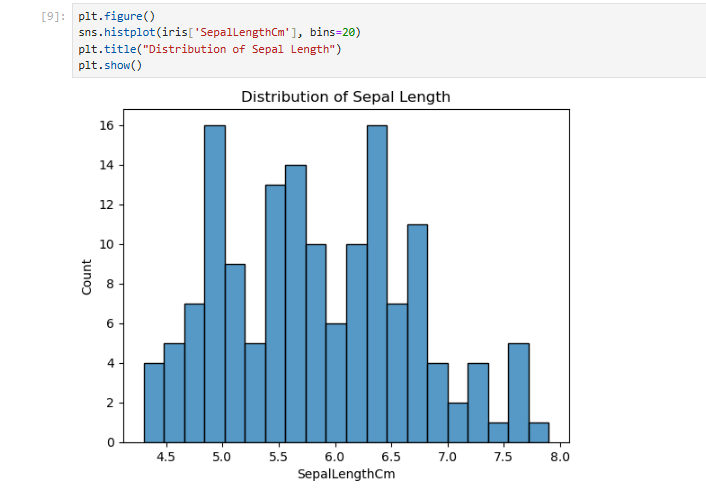 [9]: plt.figure()
sns.histplot(iris['SepalLengthCm'], bins=20)
plt.title("Distribution of Sepal Length")
plt.show()
Distribution of Sepal Length
16
14
12
10
8
6
4
2
0
Count
4.5 5.0 5.5 6.0 6.5 7.0 7.5 8.0
SepalLengthCm